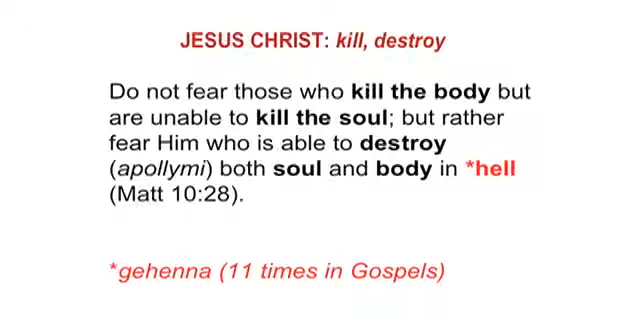 JESUS CHRIST: kill, destroy
Do not fear those who kill the body but
are unable to kill the soul; but rather
fear Him who is able to destroy
(apollymi) both soul and body in *hell
(Matt 10:28).
*gehenna (11 times in Gospels)